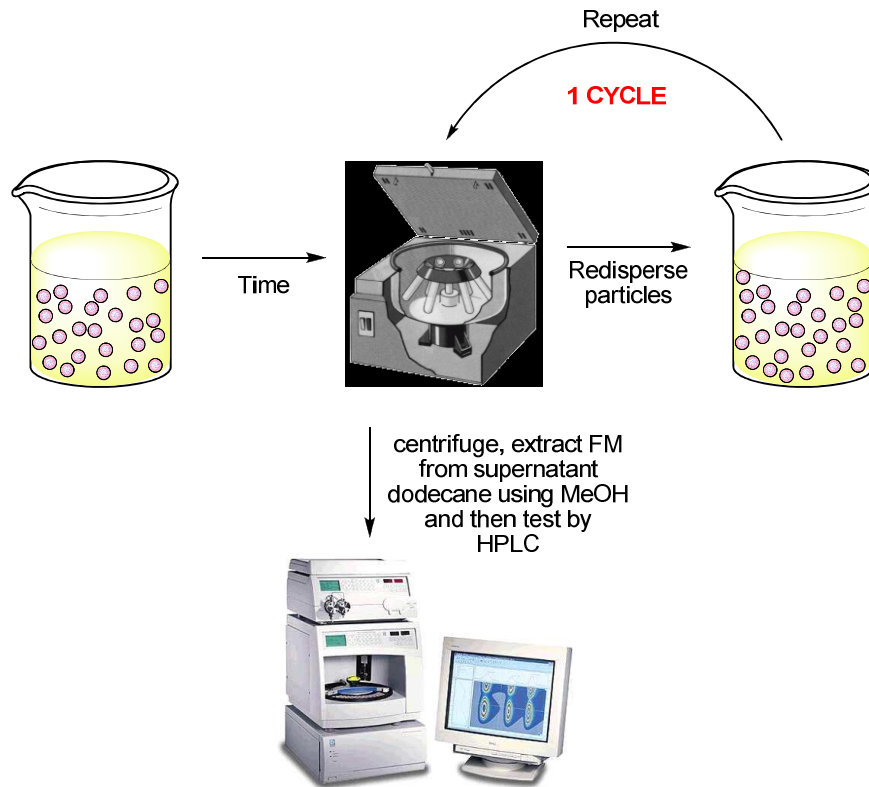 Repeat
1 CYCLE
Time
Redisperse
particles
centrifuge, extract FM
from supernatant
dodecane using MeOH
and then test by
HPLC